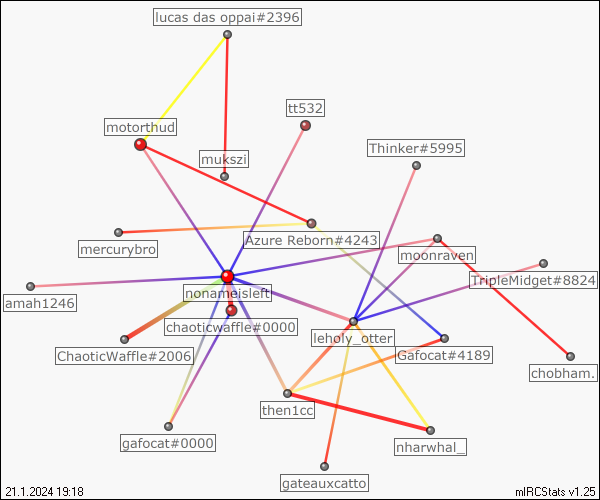 lucas das oppai#2396
tt532
motorthud
Thinker#5995
mukszi
Azure Reborn#4243
mercurybro
moonraven
TripleMidget#8824
nonameisleft
amah1246
chaoticwaffle#0000
leholy_otter
ChaoticWaffle#2006
Gafocat#4189
chobham.
then1cc
gafocat#0000
nharwhal_
gateauxcatto
21.1.2024 19:18
mIRCStats v1.25